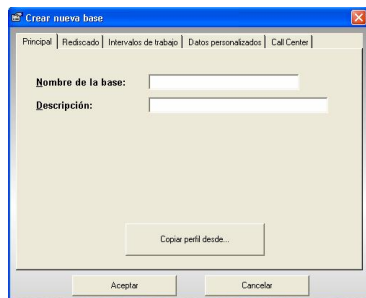 Crear nueva base
Principal Rediscado Intervalos de trabajo Datos personalizados Call Center
Nombre de la base:
Descripción:
Copiar perfil desde...
Aceptar Cancelar